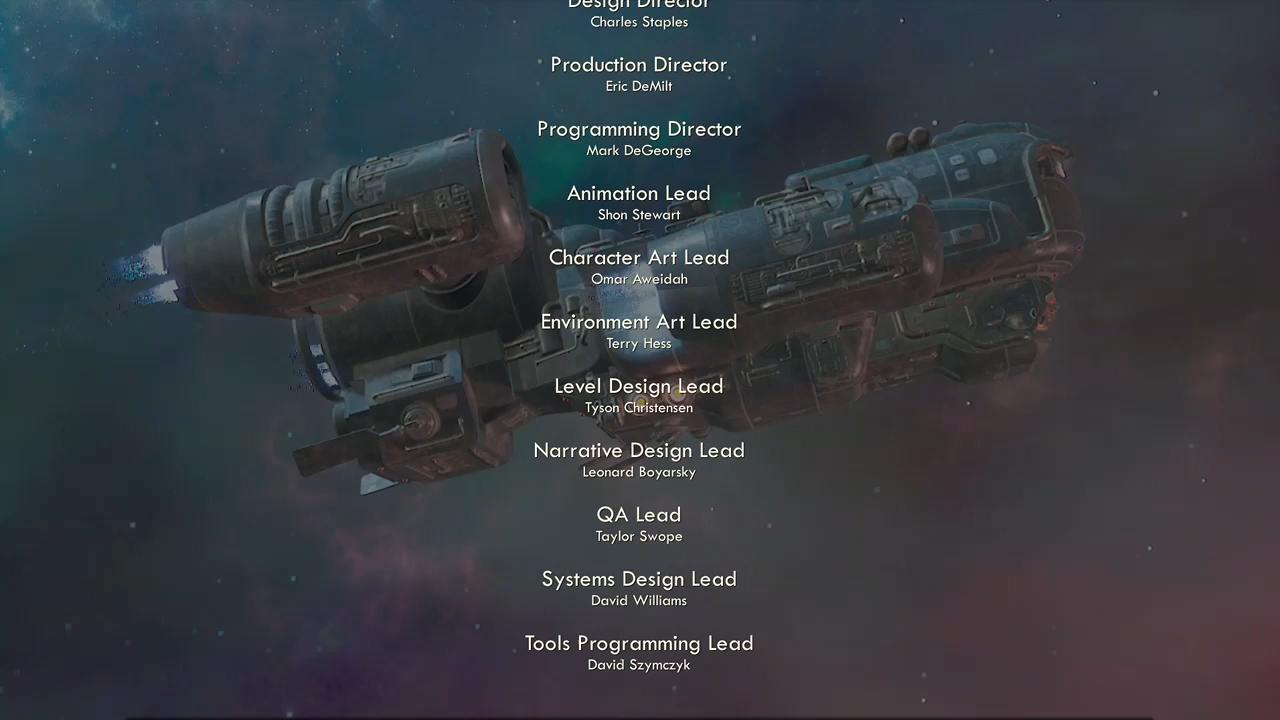 Design Director
Charles Staples
Production Director
Eric DeMilt
Programming Director
Mark DeGeorge
Animation Lead
Shon Stewart
Character Art Lead
Omar Aweidah
Environment Art Lead
Terry Hess
Level Design Lead
Tyson Christensen
Narrative Design Lead
Leonard Boyarsky
QA Lead
Taylor Swope
Systems Design Lead
David Williams
Tools Programming Lead
David Szymczyk